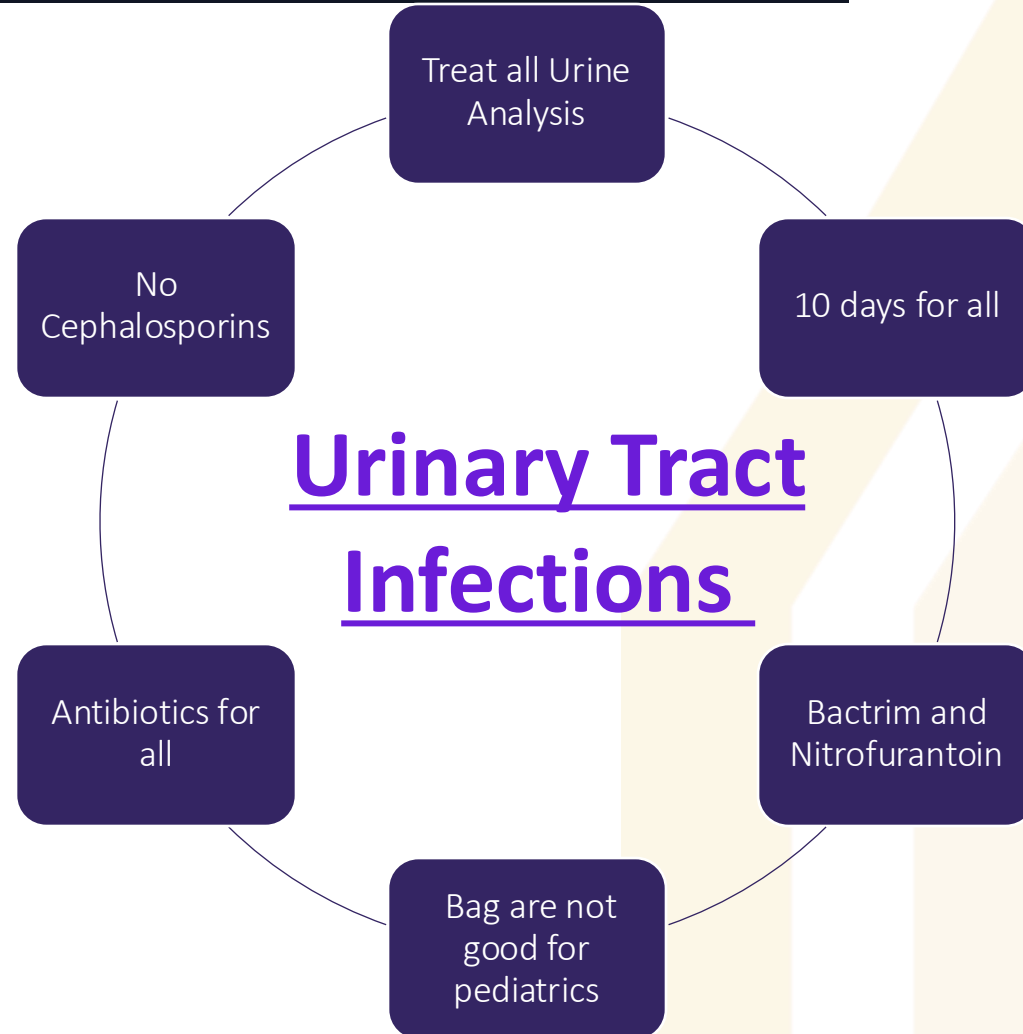 Treat all Urine
Analysis
10 days for all
Bactrim and
Nitrofurantoin
Bag are not
good for
pediatrics
Antibiotics for
all
No
Cephalosporins
Urinary Tract
Infections